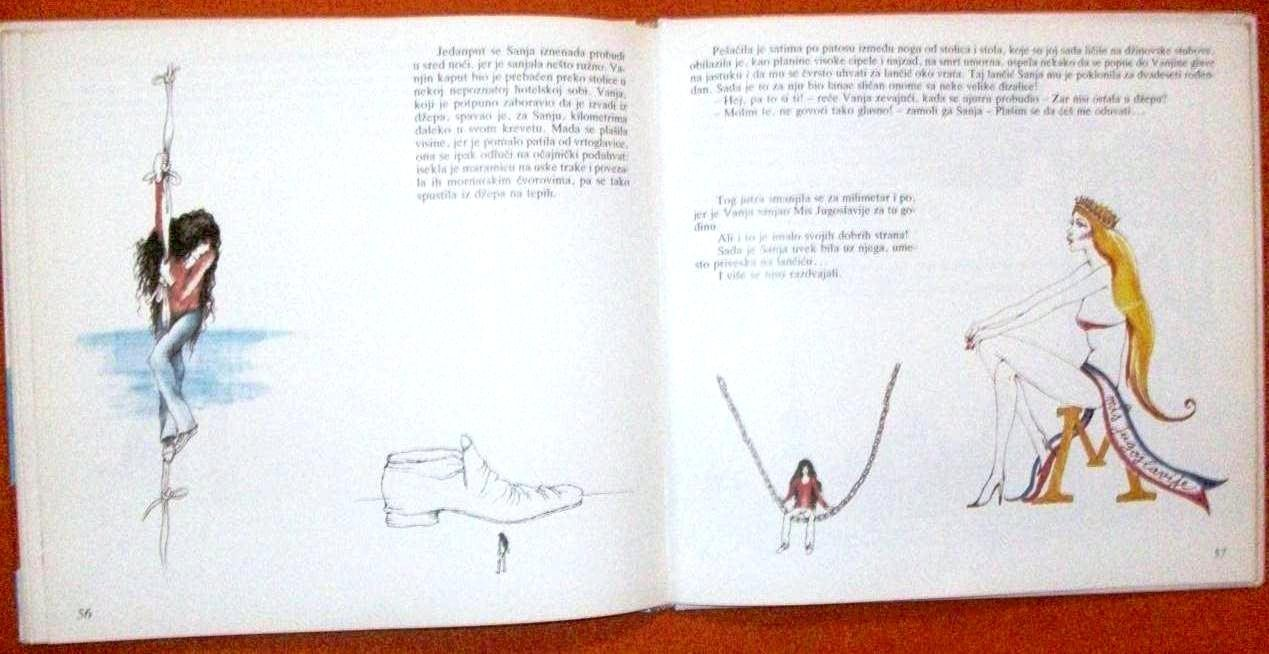 Jedanput se Sanja iznenada probudi
u sred noći, jer je sanjala nešto ružno. Va-
njin kaput bio je prebačen preko stolice u
nekoj nepoznatoj hotelskoj sobi. Vanja,
koji je potpuno zaboravio da je izvadi iz
džepa, spavao je, za Sanju, kilometrima
daleko u svom krevetu. Mada se plašila
visine, jer je pomalo patila od vrtoglavice,
ona se ipak odluči na očajnički poduhvat:
isekla je maramicu na uske trake i poveza-
la ih mornarskim čvorovima, pa se tako
spustila iz džepa na tepih.
56
Pešačila je satima po patosu između nogu od stolica i stola, koje su joj sada ličile na džinovske stubove,
obilazila je, kao planine visoke cipele i najzad, na smrt umorna, uspela nekako da se popne do Vanjine glave
na jastuku i da mu se čvrsto uhvati za lančić oko vrata. Taj lančić Sanja mu je poklonila za dvadeseti rođen-
dan. Sada je to za nju bio lanac sličan onome sa neke velike dizalice!
– Hej, pa to si ti! – reče Vanja zevajući, kada se ujutru probudio – Zar nisi ostala u džepu?
– Molim te, ne govori tako glasno! – zamoli ga Sanja – Plašim se da ćeš me oduvati...
Tog jutra smanjila se za milimetar i po,
jer je Vanja sanjao Mis Jugoslavije za tu go-
dinu.
Ali i to je imalo svojih dobrih strana!
Sada je Sanja uvek bila uz njega, ume-
sto priveska na lančiću...
I više se nisu razdvajali.
M
mis jugoslavije
57